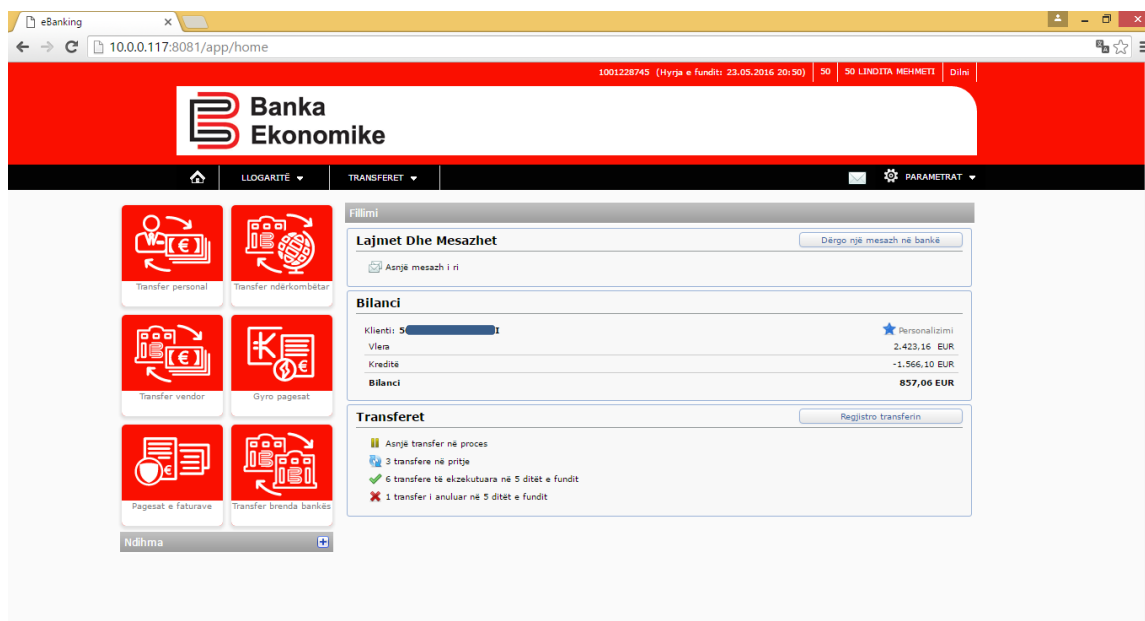 eBanking
10.0.0.117:8081/app/home
1001228745 (Hyrja e fundit: 23.05.2016 20:50) 50 50 LINDITA MEHMETI Dilni
Banka
Ekonomike
LLOGARITË TRANSFERET PARAMETRAT
Transfer personal
Transfer ndërkombëtar
Transfer vendor
Gyro pagesat
Pagesat e faturave
Transfer brenda bankës
Ndihma
Fillimi
Lajmet Dhe Mesazhet
Dërgo një mesazh në bankë
Asnjë mesazh i ri
Bilanci
Klienti: 5 I Personalizimi
Vlera 2.423,16 EUR
Kreditë -1.566,10 EUR
Bilanci 857,06 EUR
Transferet
Regjistro transferin
Asnjë transfer në proces
3 transfere në pritje
6 transfere të ekzekutuara në 5 ditët e fundit
1 transfer i anuluar në 5 ditët e fundit